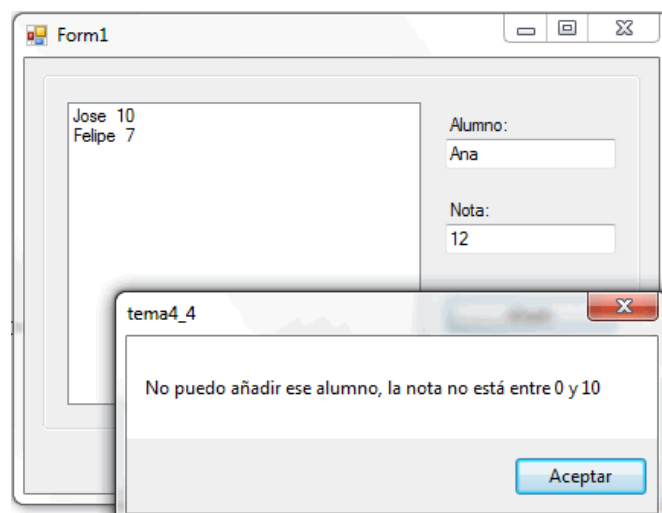 Form1
Jose 10
Felipe 7
Alumno:
Ana
Nota:
12
tema4_4
No puedo añadir ese alumno, la nota no está entre 0 y 10
Aceptar